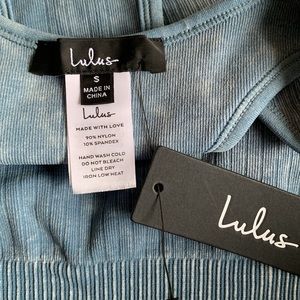 Lulus
S
MADE IN
CHINA
Lulus
MADE WITH LOVE
90% NYLON
10% SPANDEX
HAND WASH COLD
DO NOT BLEACH
LINE DRY
IRON LOW HEAT
Lulus